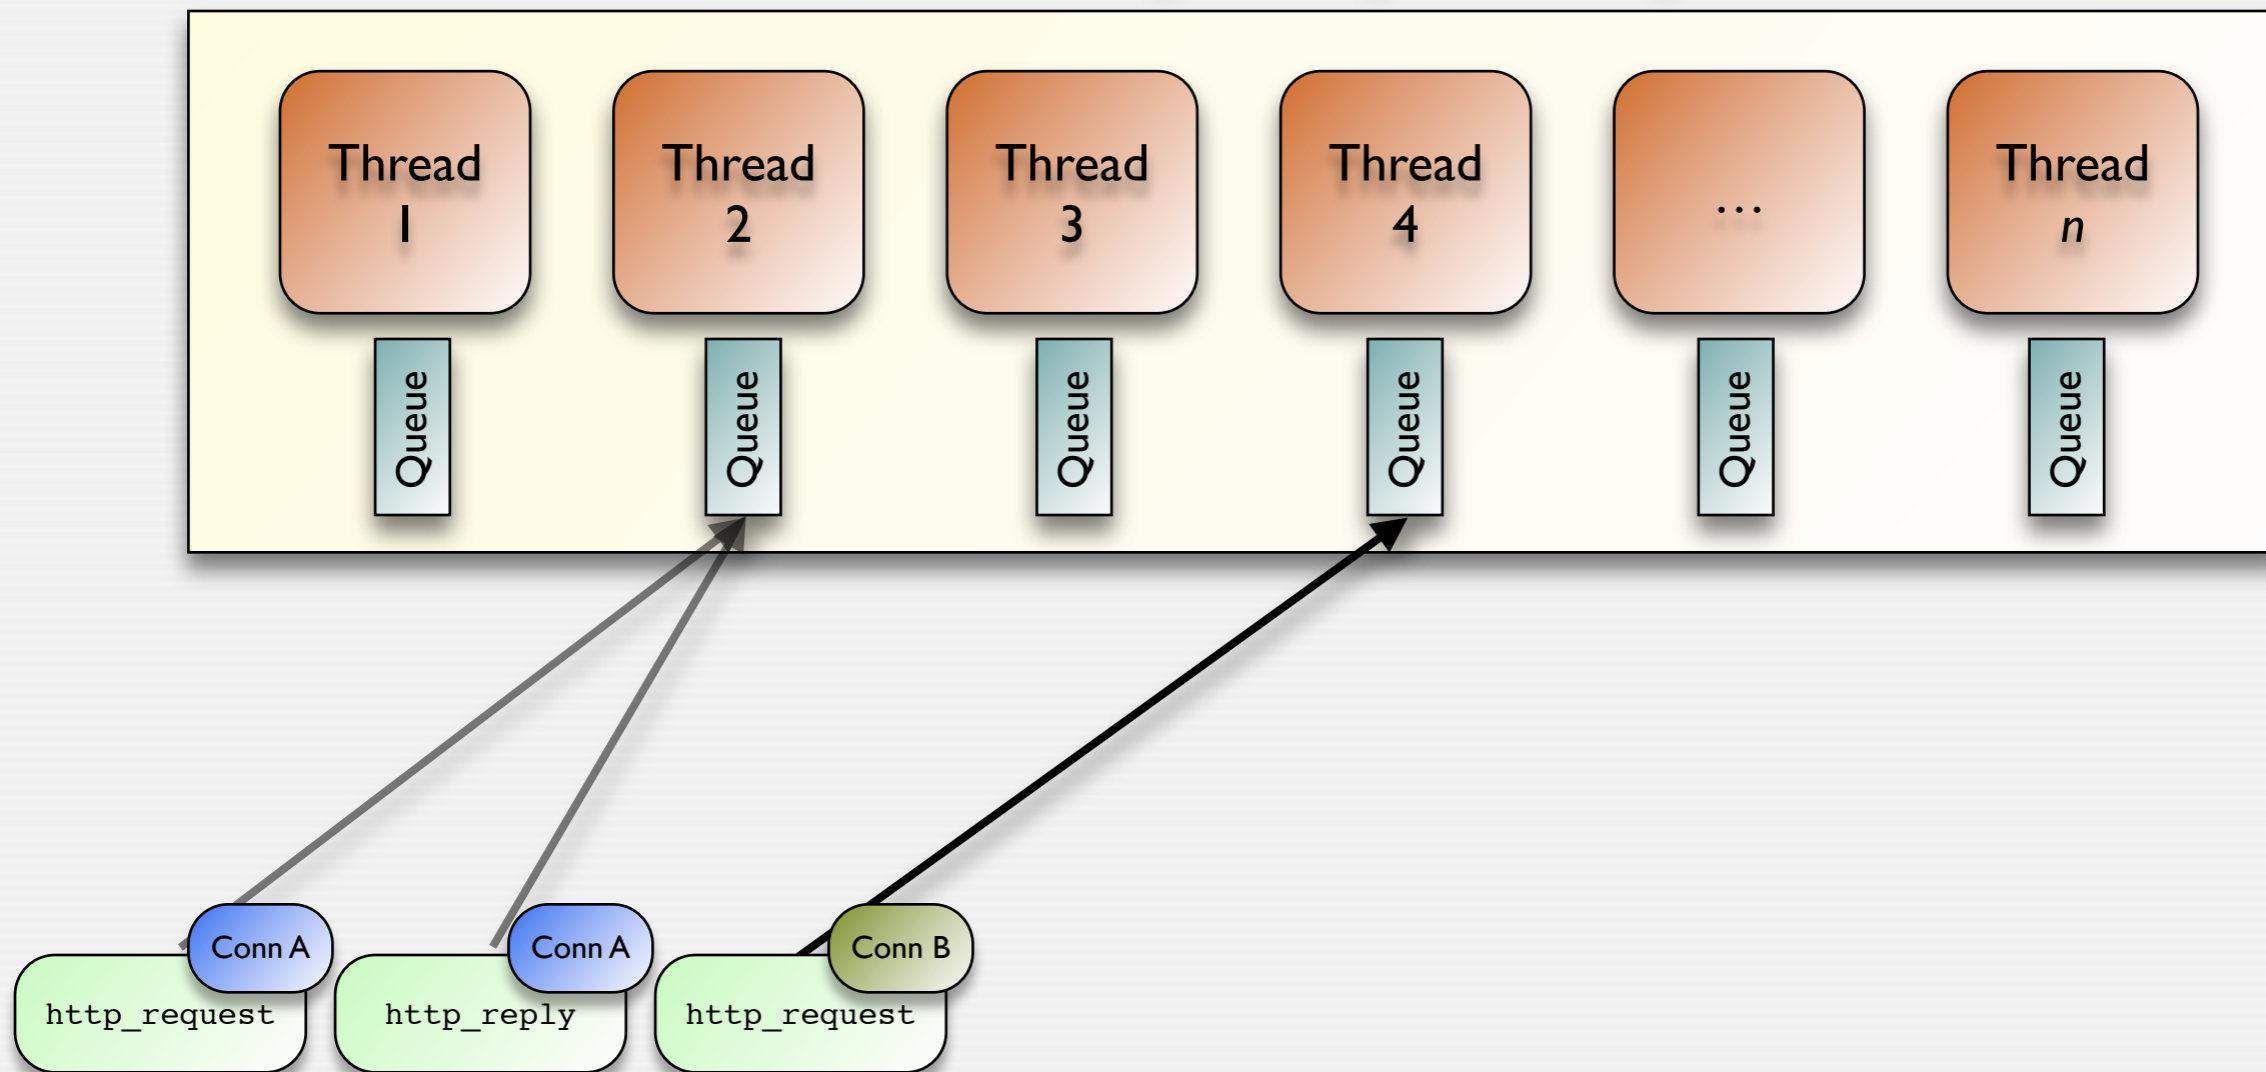 Thread
1
Thread
2
Thread
3
Thread
4
...
Thread
n
Queue
Queue
Queue
Queue
Queue
Queue
Conn A
Conn A
Conn B
http_request
http_reply
http_request